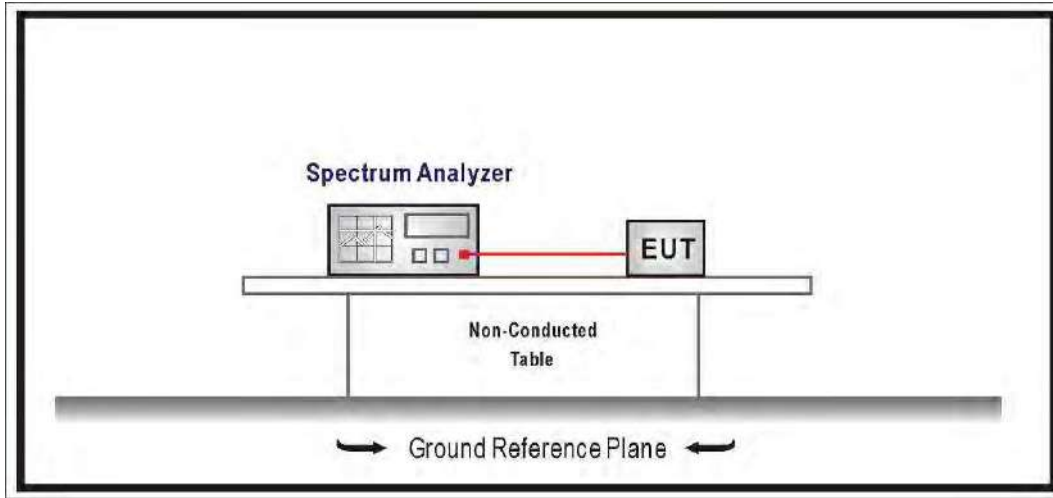 Spectrum Analyzer
EUT
Non-Conducted
Table
Ground Reference Plane